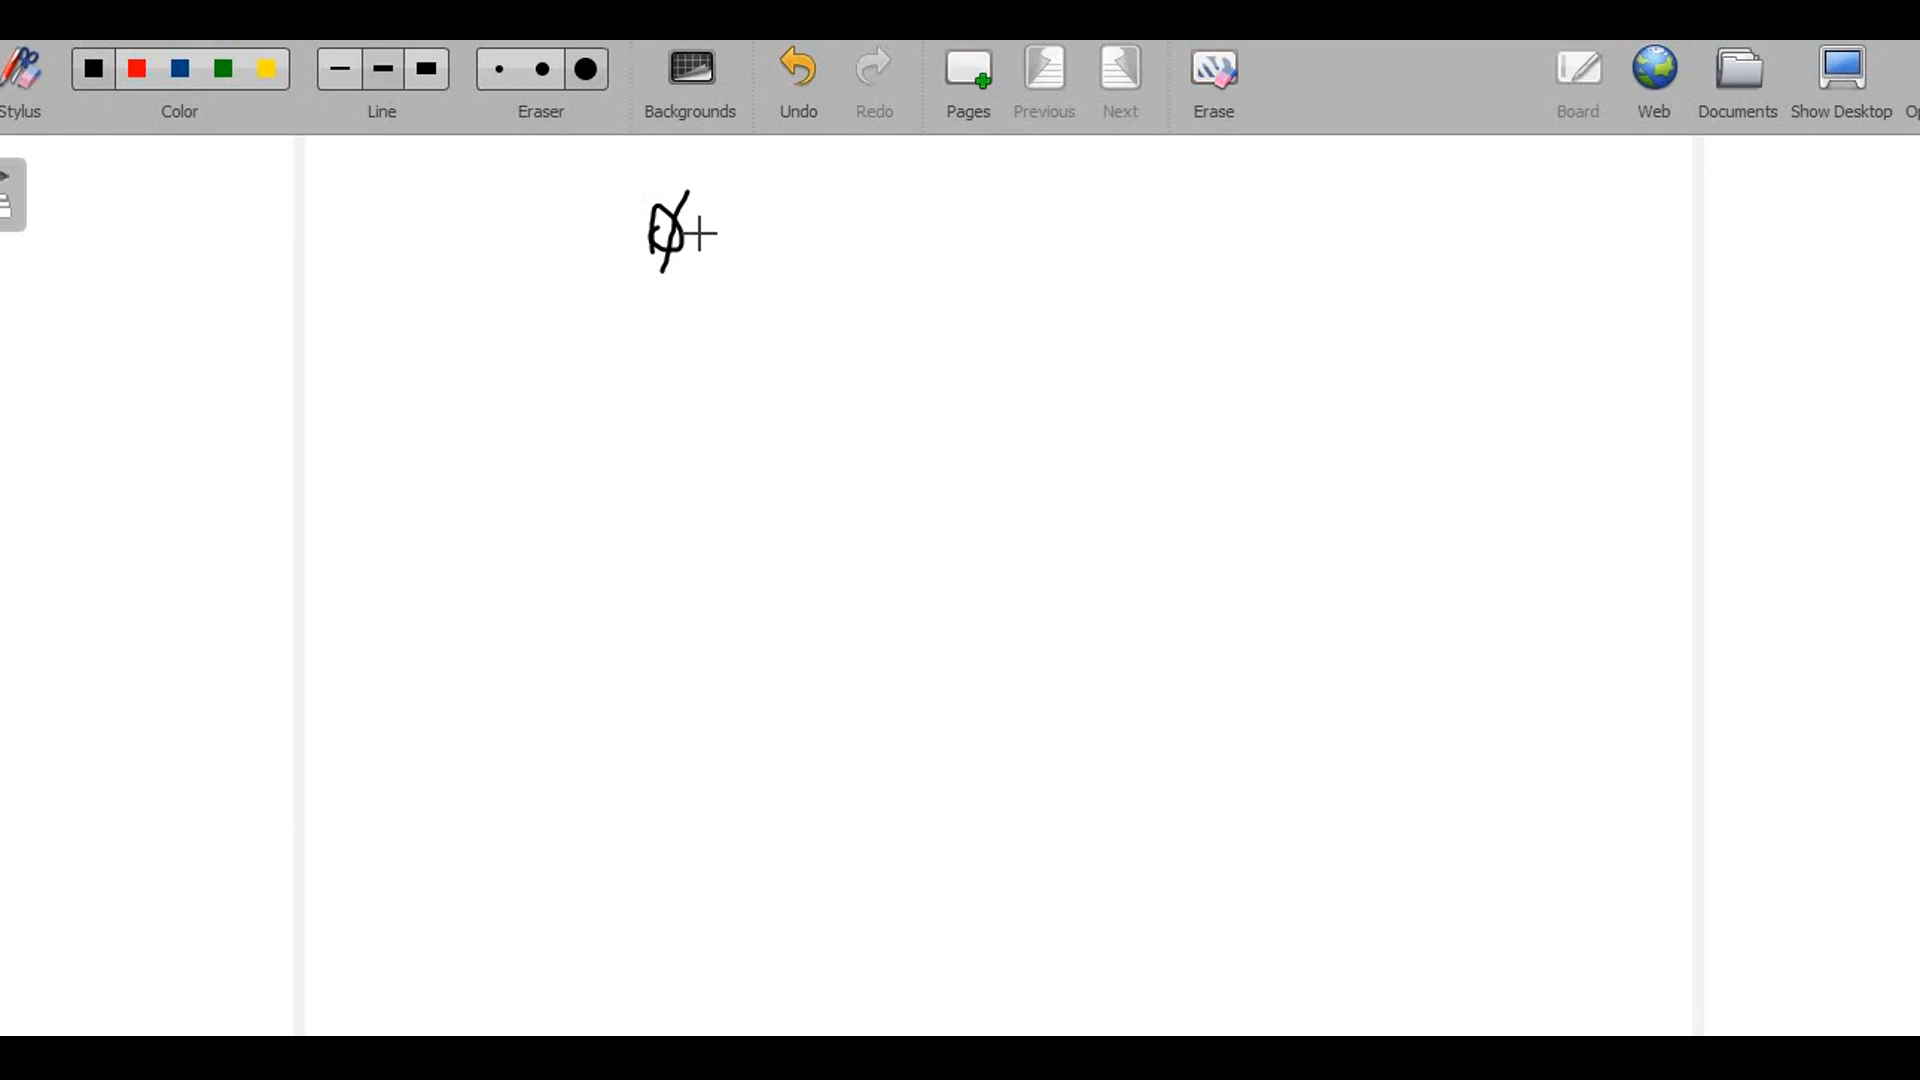 Stylus Color Line Eraser Backgrounds Undo Redo Pages Previous Next Erase Board Web Documents Show Desktop
ø